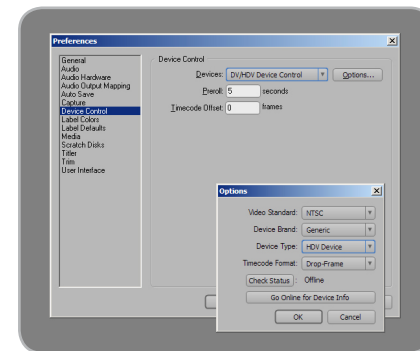 Preferences
General
Audio
Audio Hardware
Audio Output Mapping
Auto Save
Capture
Device Control
Label Colors
Label Defaults
Media
Scratch Disks
Titler
Trim
User Interface
Device Control
Devices: DV/HDV Device Control Options...
Preroll: 5 seconds
Timecode Offset: 0 frames
Options
Video Standard: NTSC
Device Brand: Generic
Device Type: HDV Device
Timecode Format: Drop-Frame
Check Status : Offline
Go Online for Device Info
OK Cancel